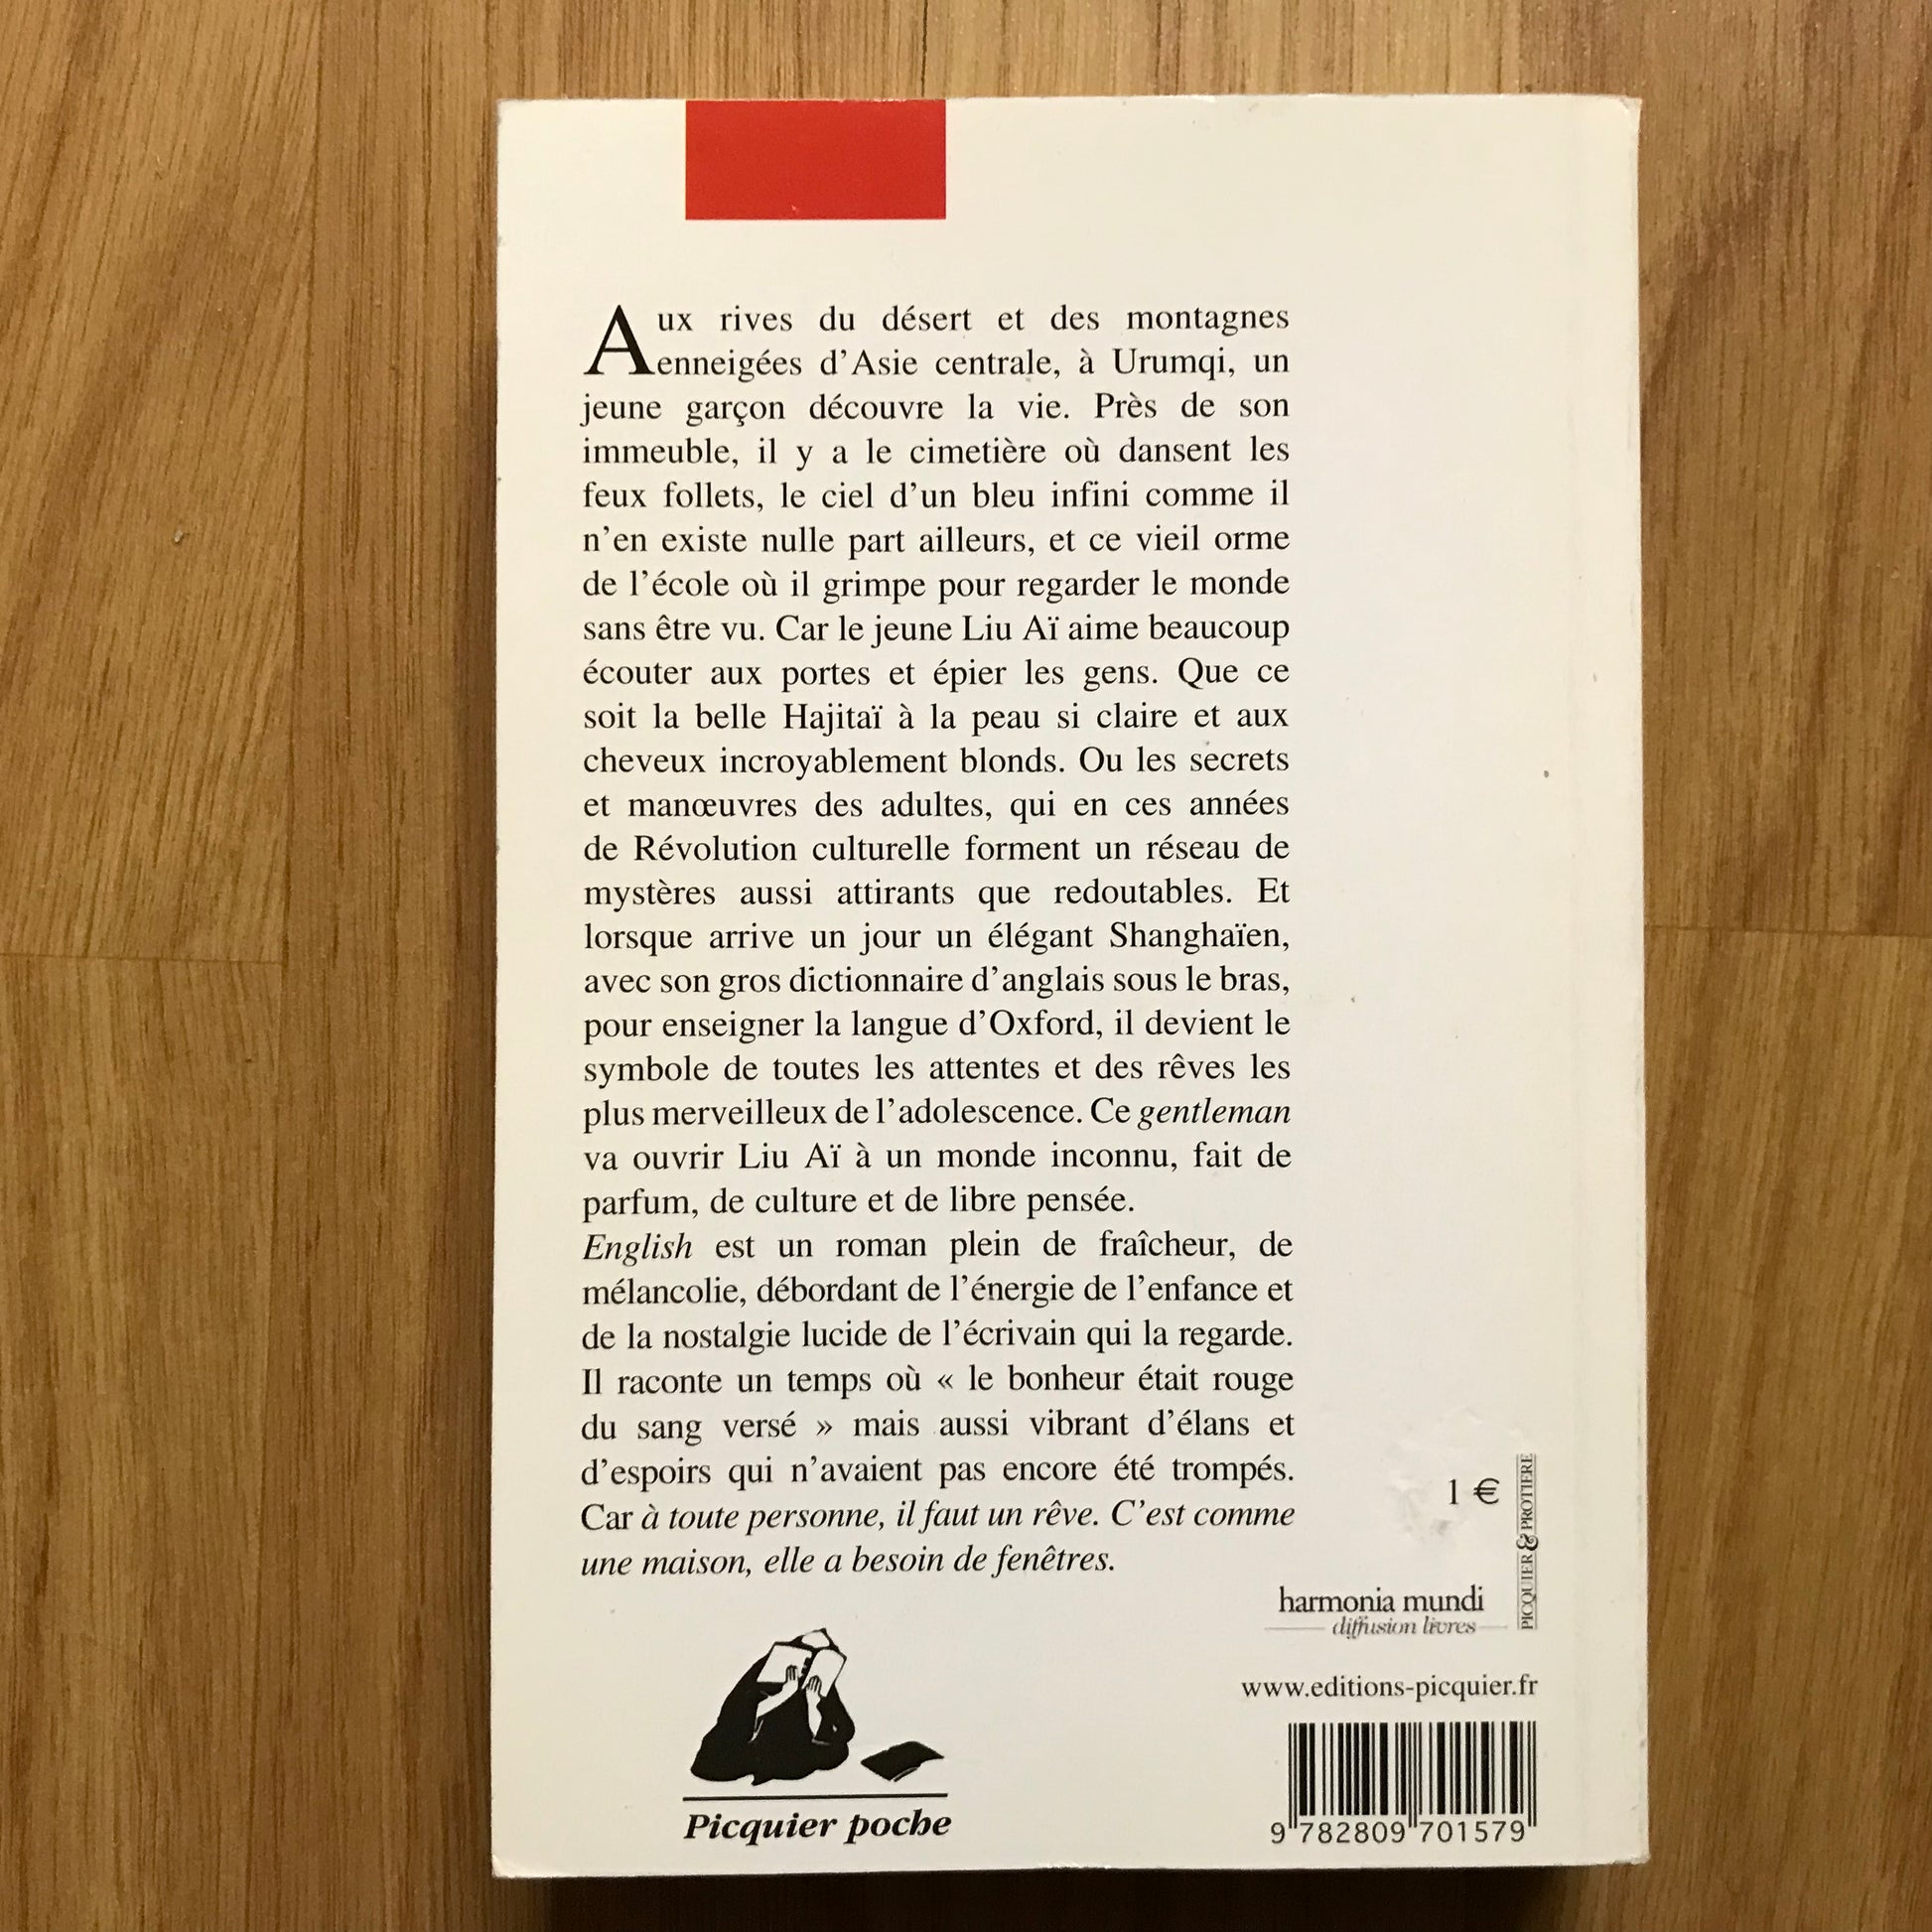 Aux rives du désert et des montagnes
enneigées d'Asie centrale, à Urumqi, un
jeune garçon découvre la vie. Près de son
immeuble, il y a le cimetière où dansent les
feux follets, le ciel d'un bleu infini comme il
n'en existe nulle part ailleurs, et ce vieil orme
de l'école où il grimpe pour regarder le monde
sans être vu. Car le jeune Liu Aï aime beaucoup
écouter aux portes et épier les gens. Que ce
soit la belle Hajitaï à la peau si claire et aux
cheveux incroyablement blonds. Ou les secrets
et manœuvres des adultes, qui en ces années
de Révolution culturelle forment un réseau de
mystères aussi attirants que redoutables. Et
lorsque arrive un jour un élégant Shanghaïen,
avec son gros dictionnaire d'anglais sous le bras,
pour enseigner la langue d'Oxford, il devient le
symbole de toutes les attentes et des rêves les
plus merveilleux de l'adolescence. Ce gentleman
va ouvrir Liu Aï à un monde inconnu, fait de
parfum, de culture et de libre pensée.
English est un roman plein de fraîcheur, de
mélancolie, débordant de l'énergie de l'enfance et
de la nostalgie lucide de l'écrivain qui la regarde.
Il raconte un temps où « le bonheur était rouge
du sang versé » mais aussi vibrant d'élans et
d'espoirs qui n'avaient pas encore été trompés.
Car à toute personne, il faut un rêve. C'est comme
une maison, elle a besoin de fenêtres.
1 €
PICQUIER & PROTIERE
harmonia mundi
diffusion livres
www.editions-picquier.fr
Picquier poche
9 782809 701579